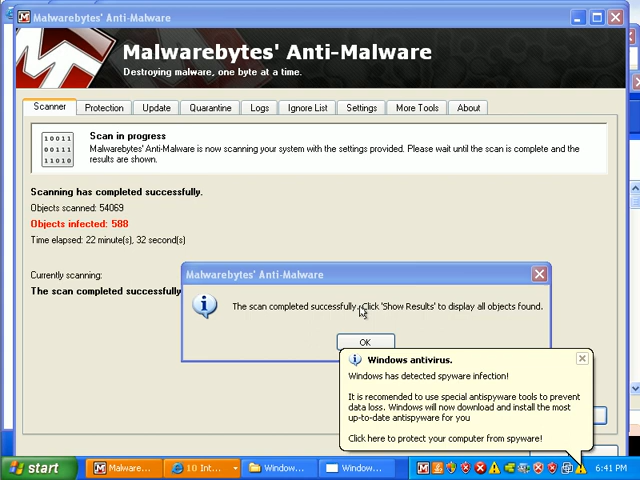 Malwarebytes' Anti-Malware
Malwarebytes' Anti-Malware
Destroying malware, one byte at a time.
Scanner Protection Update Quarantine Logs Ignore List Settings More Tools About
10011
00111
11010
Scan in progress
Malwarebytes' Anti-Malware is now scanning your system with the settings provided. Please wait until the scan is complete and the
results are shown.
Scanning has completed successfully.
Objects scanned: 54069
Objects infected: 588
Time elapsed: 22 minute(s), 32 second(s)
Currently scanning:
The scan completed successfully
Malwarebytes' Anti-Malware
The scan completed successfully. Click 'Show Results' to display all objects found.
OK
Windows antivirus.
Windows has detected spyware infection!
It is recomended to use special antispyware tools to prevent
data loss. Windows will now download and install the most
up-to-date antispyware for you
Click here to protect your computer from spyware!
start Malware... 10 Int... Window... Window... 6:41 PM